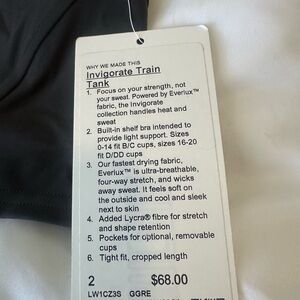 WHY WE MADE THIS
Invigorate Train
Tank
1. Focus on your strength, not
your sweat. Powered by Everlux™
fabric, the Invigorate
collection handles heat and
sweat
2. Built-in shelf bra intended to
provide light support. Sizes
0-14 fit B/C cups, sizes 16-20
fit D/DD cups
3. Our fastest drying fabric,
Everlux™ is ultra-breathable,
four-way stretch, and wicks
away sweat. It feels soft on
the outside and cool and sleek
next to skin
4. Added Lycra® fibre for stretch
and shape retention
5. Pockets for optional, removable
cups
6. Tight fit, cropped length
2 $68.00
LW1CZ3S GGRE